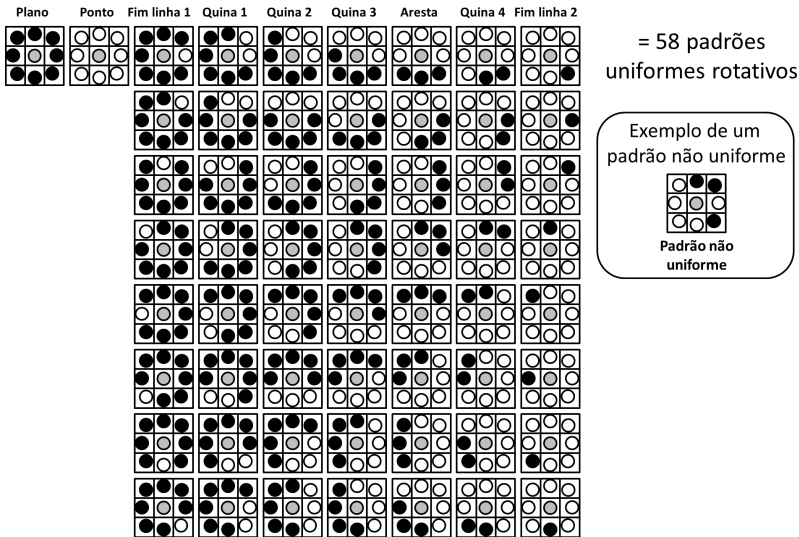 Plano Ponto Fim linha 1 Quina 1 Quina 2 Quina 3 Aresta Quina 4 Fim linha 2
= 58 padrões
uniformes rotativos
Exemplo de um
padrão não uniforme
Padrão não
uniforme